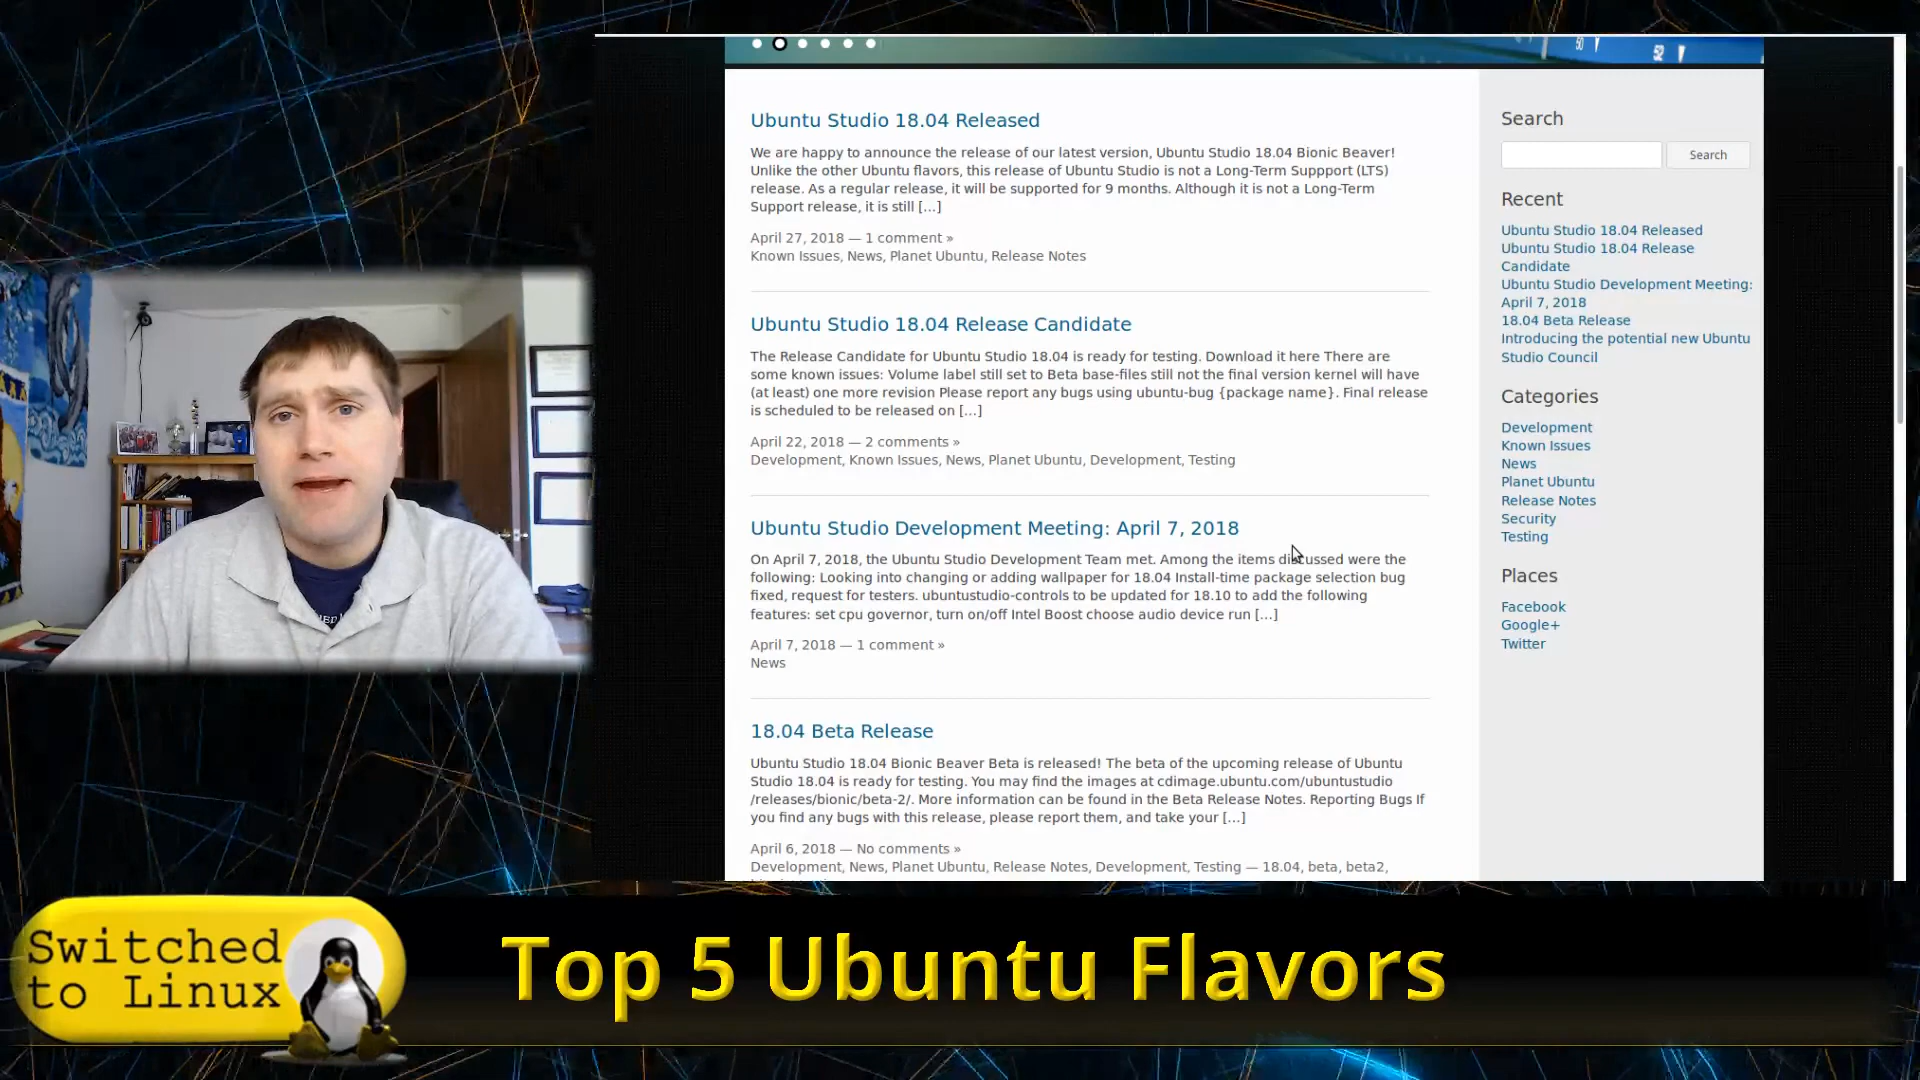 Ubuntu Studio 18.04 Released
We are happy to announce the release of our latest version, Ubuntu Studio 18.04 Bionic Beaver!
Unlike the other Ubuntu flavors, this release of Ubuntu Studio is not a Long-Term Suppport (LTS)
release. As a regular release, it will be supported for 9 months. Although it is not a Long-Term
Support release, it is still [...]
April 27, 2018 — 1 comment »
Known Issues, News, Planet Ubuntu, Release Notes
Ubuntu Studio 18.04 Release Candidate
The Release Candidate for Ubuntu Studio 18.04 is ready for testing. Download it here There are
some known issues: Volume label still set to Beta base-files still not the final version kernel will have
(at least) one more revision Please report any bugs using ubuntu-bug {package name}. Final release
is scheduled to be released on [...]
April 22, 2018 — 2 comments »
Development, Known Issues, News, Planet Ubuntu, Development, Testing
Ubuntu Studio Development Meeting: April 7, 2018
On April 7, 2018, the Ubuntu Studio Development Team met. Among the items discussed were the
following: Looking into changing or adding wallpaper for 18.04 Install-time package selection bug
fixed, request for testers. ubuntustudio-controls to be updated for 18.10 to add the following
features: set cpu governor, turn on/off Intel Boost choose audio device run [...]
April 7, 2018 — 1 comment »
News
18.04 Beta Release
Ubuntu Studio 18.04 Bionic Beaver Beta is released! The beta of the upcoming release of Ubuntu
Studio 18.04 is ready for testing. You may find the images at cdimage.ubuntu.com/ubuntustudio
/releases/bionic/beta-2/. More information can be found in the Beta Release Notes. Reporting Bugs If
you find any bugs with this release, please report them, and take your [...]
April 6, 2018 — No comments »
Development, News, Planet Ubuntu, Release Notes, Development, Testing — 18.04, beta, beta2,
50
52
Search
Search
Recent
Ubuntu Studio 18.04 Released
Ubuntu Studio 18.04 Release
Candidate
Ubuntu Studio Development Meeting:
April 7, 2018
18.04 Beta Release
Introducing the potential new Ubuntu
Studio Council
Categories
Development
Known Issues
News
Planet Ubuntu
Release Notes
Security
Testing
Places
Facebook
Google+
Twitter
Switched
to Linux
Top 5 Ubuntu Flavors